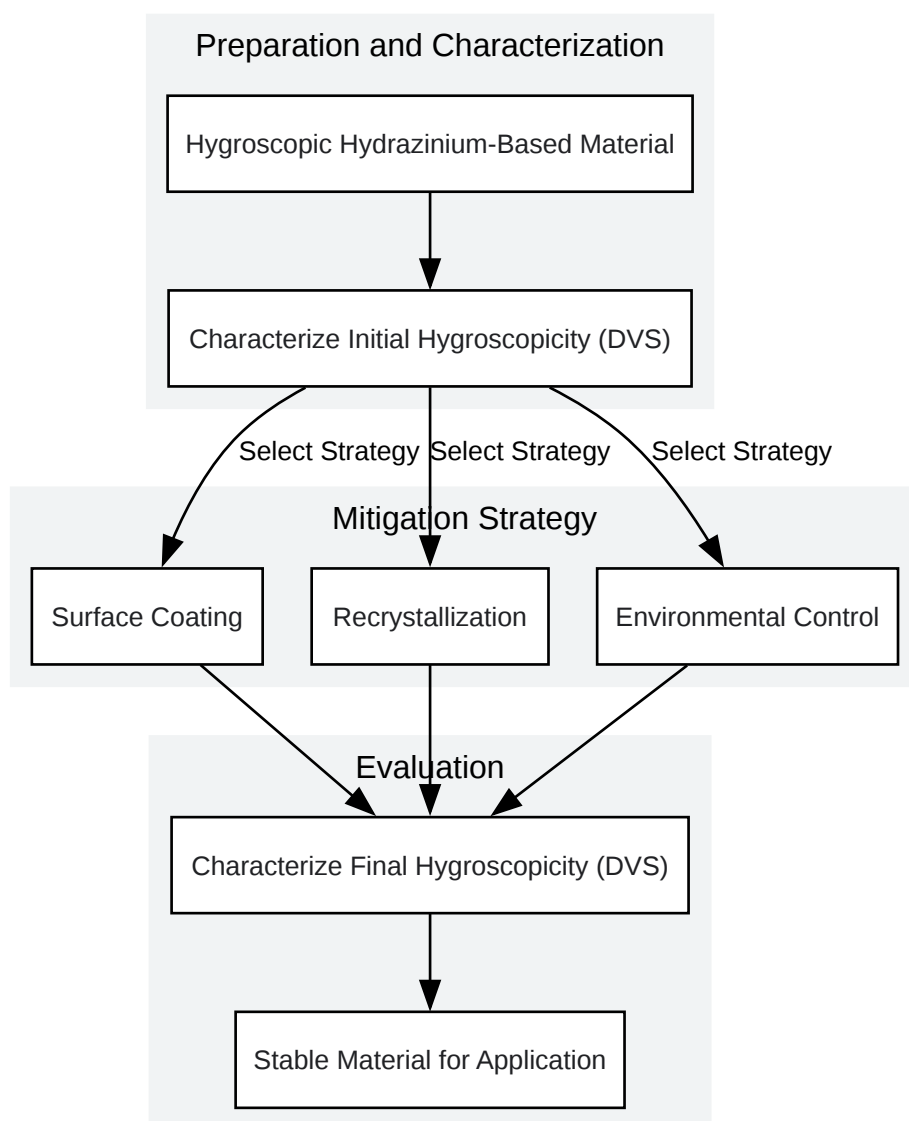 Preparation and Characterization
Hygroscopic Hydrazinium-Based Material
Characterize Initial Hygroscopicity (DVS)
Select Strategy
Select Strategy
Select Strategy
Mitigation Strategy
Surface Coating
Recrystallization
Environmental Control
Evaluation
Characterize Final Hygroscopicity (DVS)
Stable Material for Application